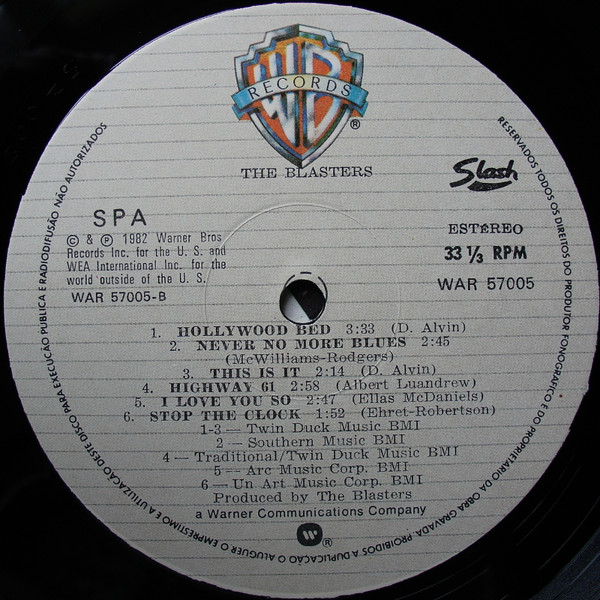 WB
RECORDS
®
THE BLASTERS
Slash
SPA
© & ℗ 1982 Warner Bros
Records Inc. for the U. S. and
WEA International Inc. for the
world outside of the U. S.
WAR 57005-B
ESTÉREO
33 1/3 RPM
WAR 57005
1. HOLLYWOOD BED 3:33 (D. Alvin)
2. NEVER NO MORE BLUES 2:45
(McWilliams-Rodgers)
3. THIS IS IT 2:14 (D. Alvin)
4. HIGHWAY 61 2:58 (Albert Luandrew)
5. I LOVE YOU SO 2:47 (Ellas McDaniels)
6. STOP THE CLOCK 1:52 (Ehret-Robertson)
1-3 — Twin Duck Music BMI
2 — Southern Music BMI
4 — Traditional/Twin Duck Music BMI
5 — Arc Music Corp. BMI
6 — Un Art Music Corp. BMI
Produced by The Blasters
a Warner Communications Company
®
RESERVADOS TODOS OS DIREITOS DO PRODUTOR FONOGRÁFICO E DO PROPRIETÁRIO DA OBRA GRAVADA. PROIBIDOS A DUPLICAÇÃO O ALUGUER O EMPRESTIMO E A UTILIZAÇÃO DESTE DISCO PARA EXECUÇÃO PUBLICA E RADIODIFUSÃO NÃO AUTORIZADOS